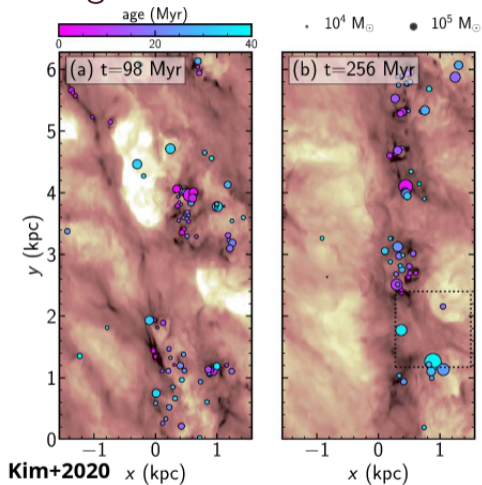 age (Myr)
0 20 40
10⁴ M☉ 10⁵ M☉
(a) t=98 Myr
(b) t=256 Myr
6
5
4
3
2
1
0
y (kpc)
−1 0 1
−1 0 1
Kim+2020 x (kpc)
x (kpc)